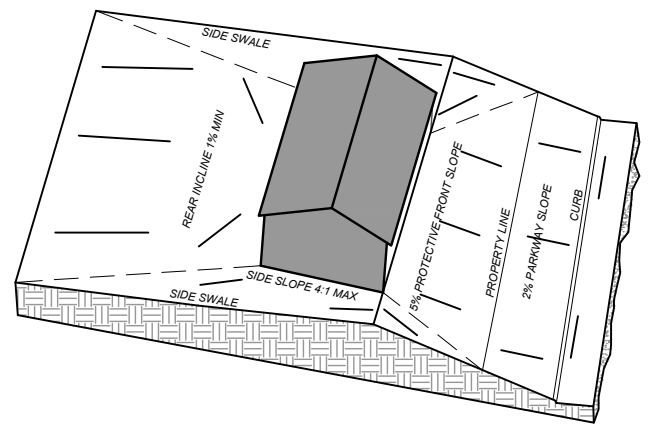 SIDE SWALE
REAR INCLINE 1% MIN
5% PROTECTIVE FRONT SLOPE
PROPERTY LINE
2% PARKWAY SLOPE
CURB
SIDE SLOPE 4:1 MAX
SIDE SWALE